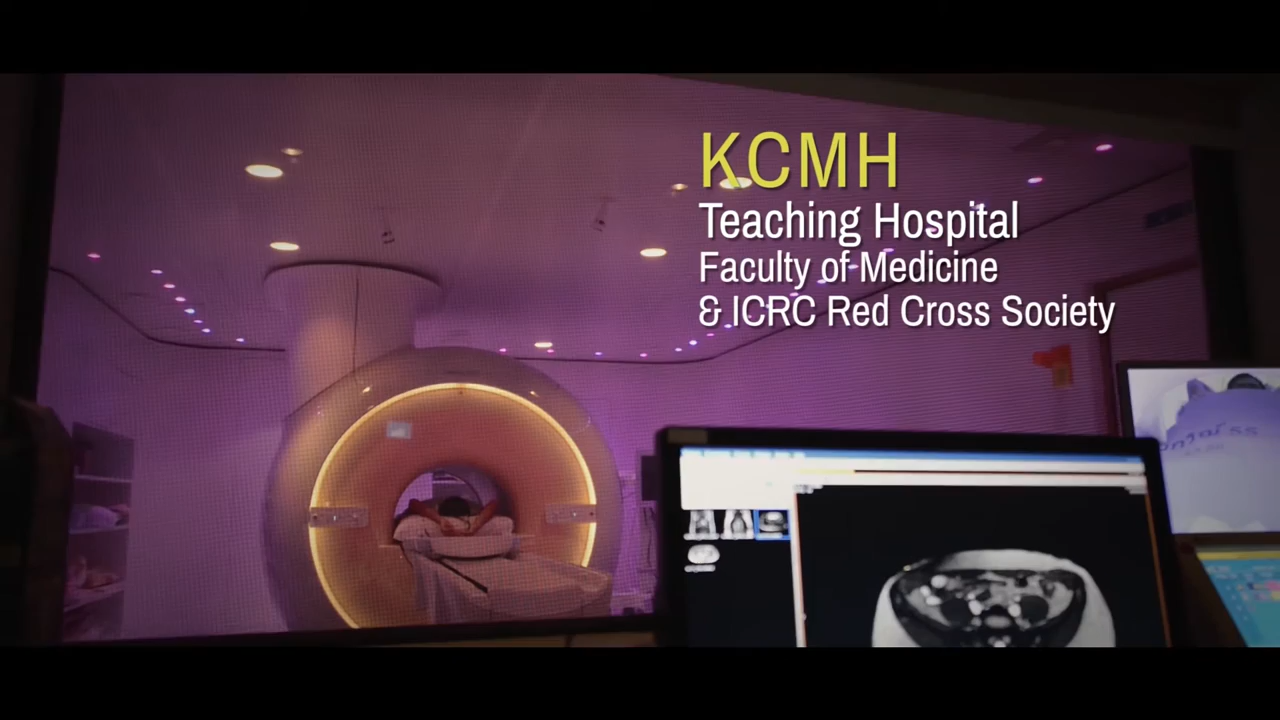 KCMH
Teaching Hospital
Faculty of Medicine
& ICRC Red Cross Society